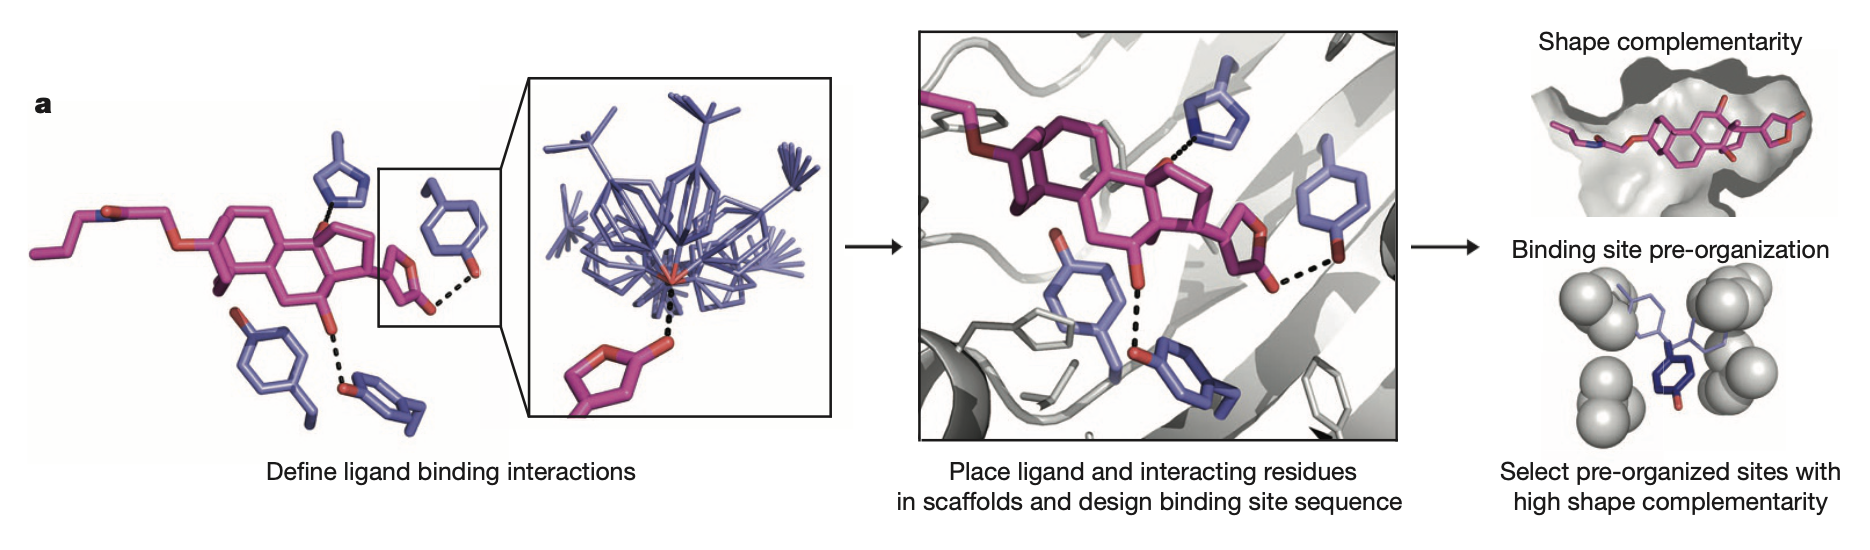 a
Define ligand binding interactions
Place ligand and interacting residues
in scaffolds and design binding site sequence
Shape complementarity
Binding site pre-organization
Select pre-organized sites with
high shape complementarity